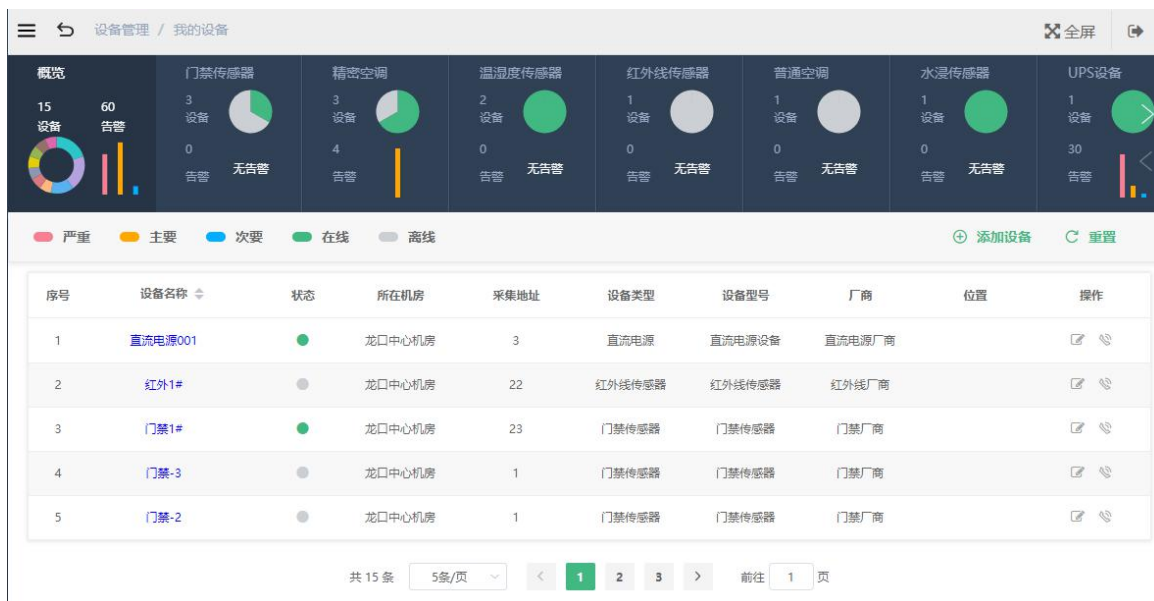 设备管理 / 我的设备 全屏
概览 门禁传感器 精密空调 温湿度传感器 红外线传感器 普通空调 水浸传感器 UPS设备
15 60 3 3 2 1 1 1 1
设备 告警 设备 设备 设备 设备 设备 设备 设备
0 4 0 0 0 0 30
告警 无告警 告警 告警 无告警 告警 无告警 告警 无告警 告警 无告警 告警
严重 主要 次要 在线 离线 添加设备 重置
序号 设备名称 状态 所在机房 采集地址 设备类型 设备型号 厂商 位置 操作
1 直流电源001 龙口中心机房 3 直流电源 直流电源设备 直流电源厂商
2 红外1# 龙口中心机房 22 红外线传感器 红外线传感器 红外线厂商
3 门禁1# 龙口中心机房 23 门禁传感器 门禁传感器 门禁厂商
4 门禁-3 龙口中心机房 1 门禁传感器 门禁传感器 门禁厂商
5 门禁-2 龙口中心机房 1 门禁传感器 门禁传感器 门禁厂商
共 15 条 5条/页 < 1 2 3 > 前往 1 页